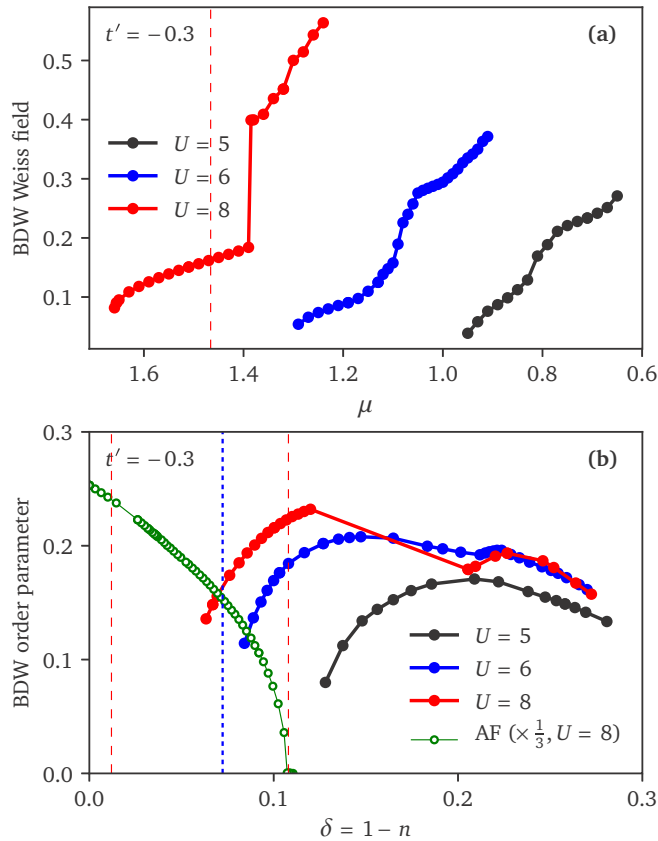 t′ = −0.3
(a)
BDW Weiss field
0.5
0.4
0.3
0.2
0.1
U = 5
U = 6
U = 8
1.6
1.4
1.2
1.0
0.8
0.6
μ
t′ = −0.3
(b)
BDW order parameter
0.3
0.2
0.1
0.0
U = 5
U = 6
U = 8
AF (× 1/3, U = 8)
0.0
0.1
0.2
0.3
δ = 1 − n